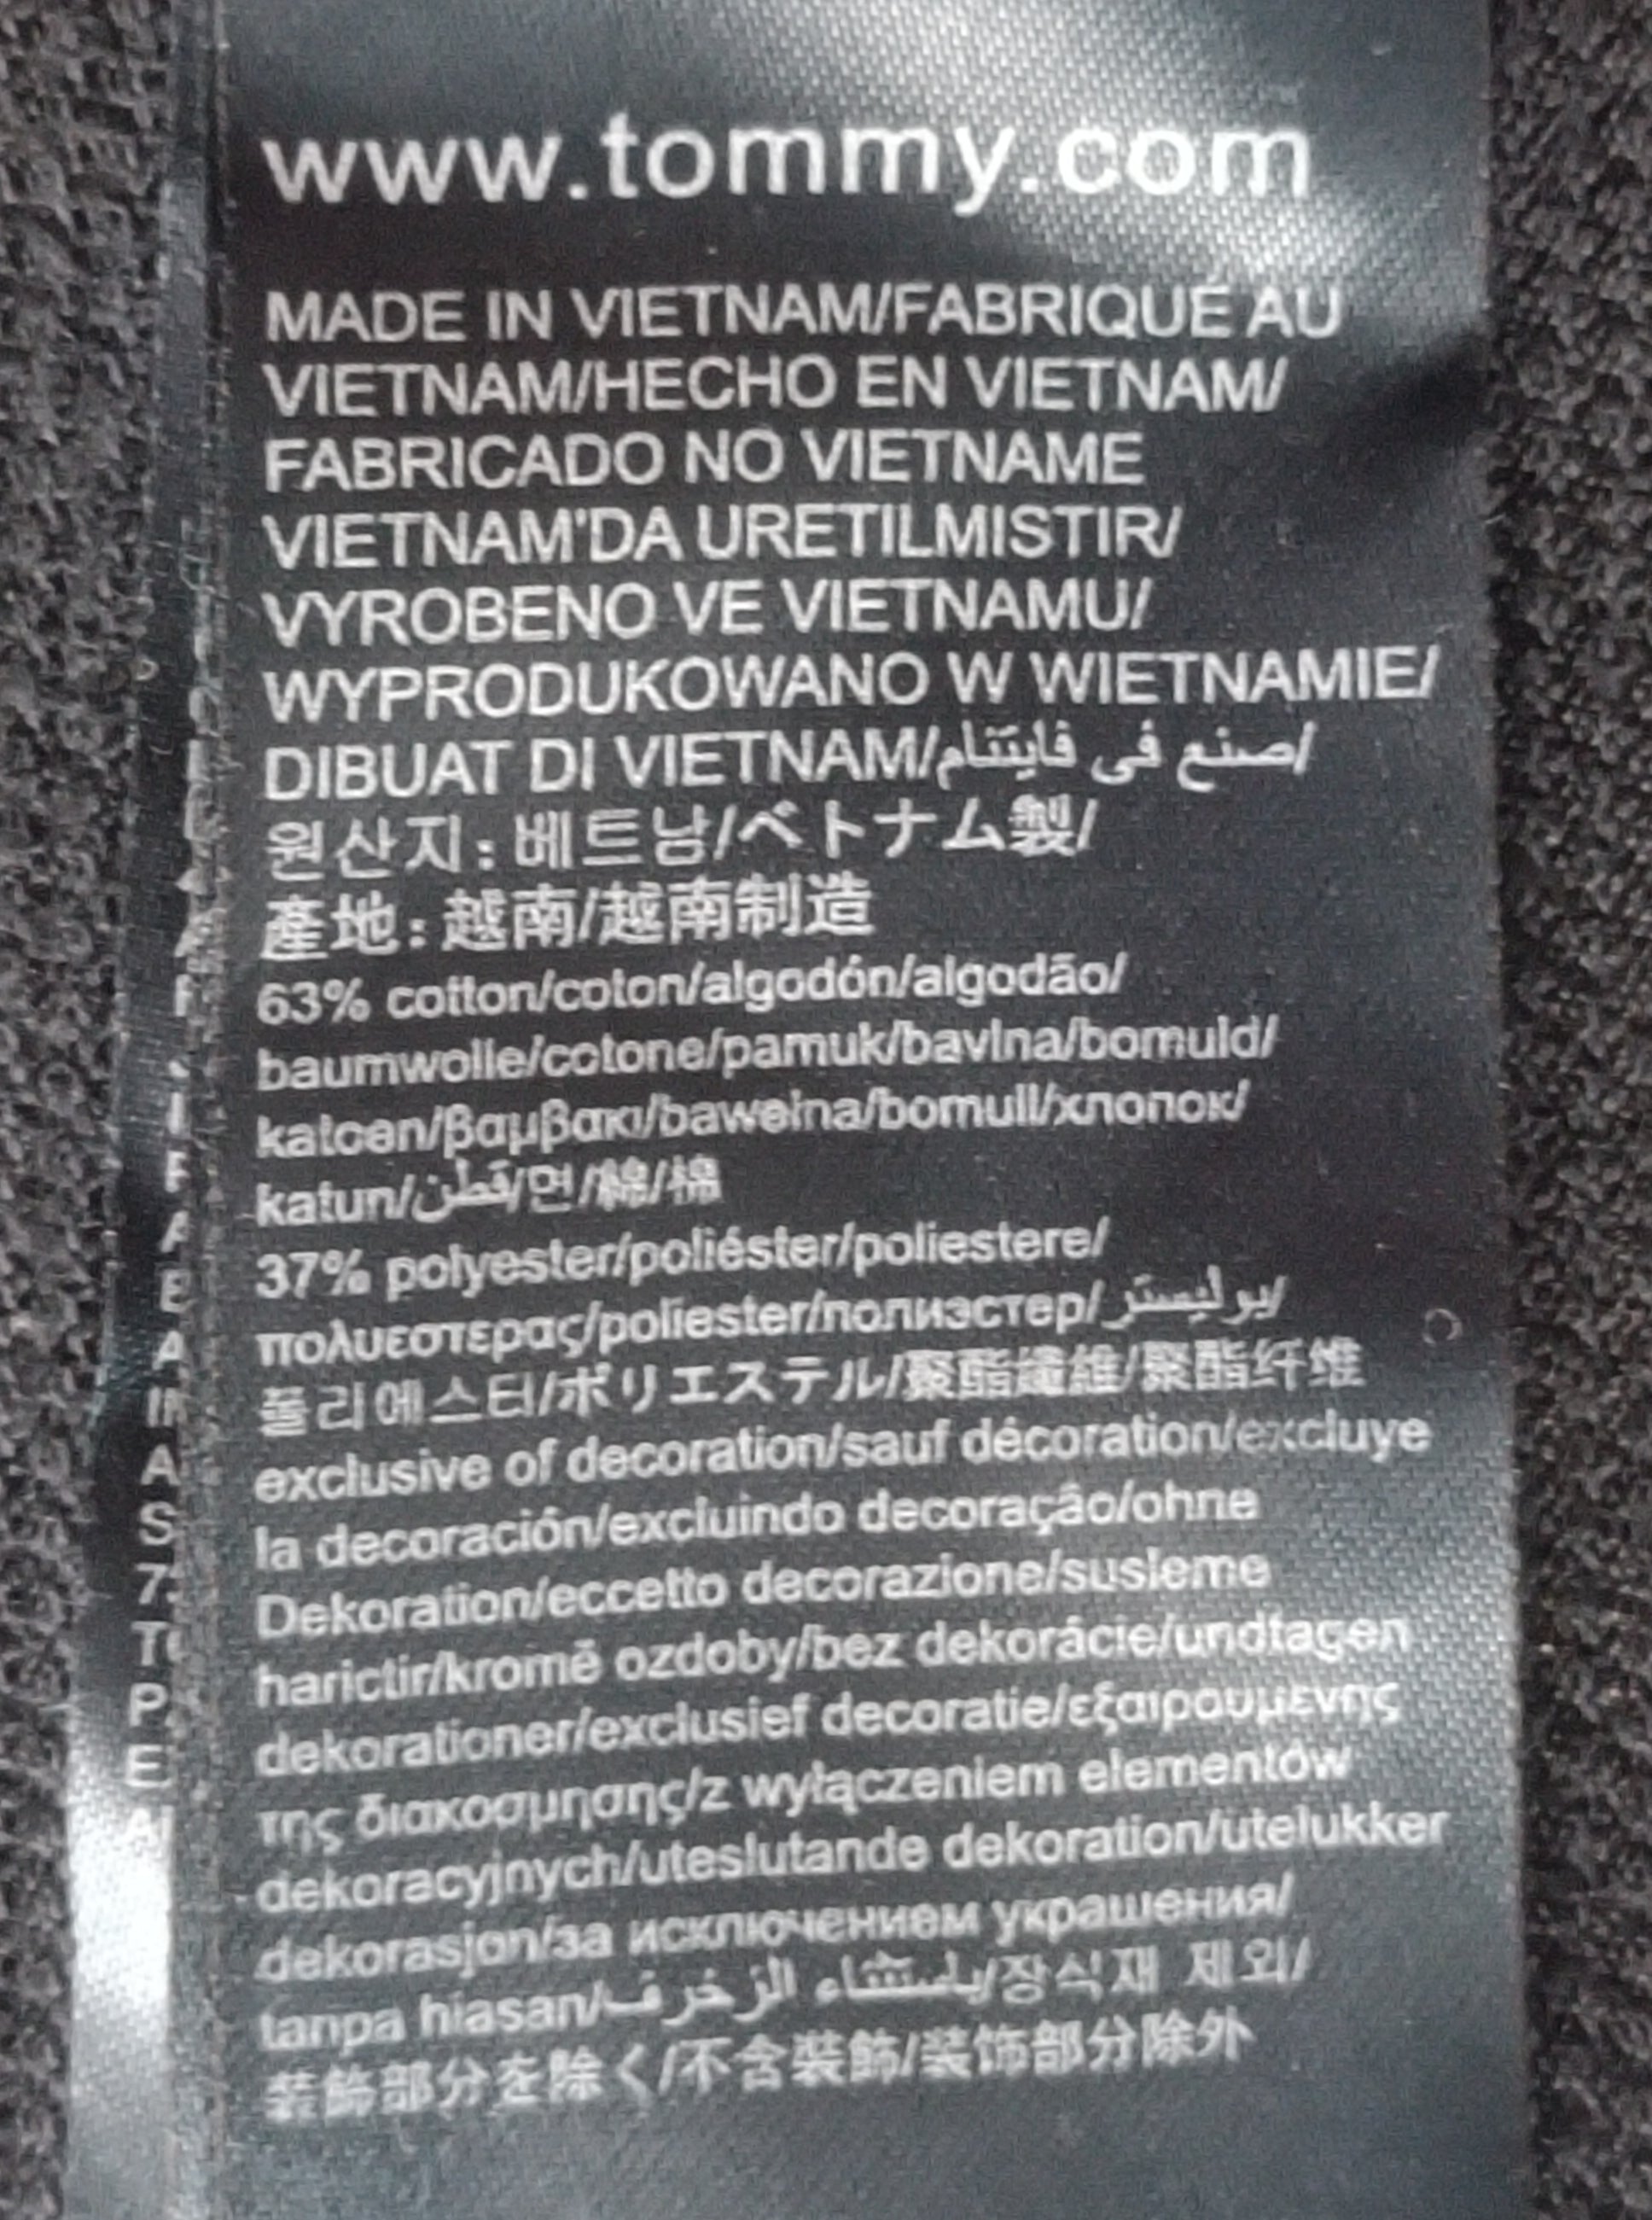 www.tommy.com
MADE IN VIETNAM/FABRIQUÉ AU
VIETNAM/HECHO EN VIETNAM/
FABRICADO NO VIETNAME
VIETNAM'DA URETILMISTIR/
VYROBENO VE VIETNAMU/
WYPRODUKOWANO W WIETNAMIE/
DIBUAT DI VIETNAM/صنع في فايتنام/
원산지: 베트남/ベトナム製/
產地: 越南/越南制造
63% cotton/coton/algodón/algodão/
baumwolle/cotone/pamuk/bavlna/bomuld/
katoen/βαμβακι/bawełna/bomull/хлопок/
katun/قطن/면/綿/棉
37% polyester/poliéster/poliestere/
πολυεστερας/poliester/полиэстер/بوليستر/
폴리에스터/ポリエステル/聚酯纖維/聚酯纤维
exclusive of decoration/sauf décoration/excluye
la decoración/excluindo decoração/ohne
Dekoration/eccetto decorazione/susleme
harictir/kromě ozdoby/bez dekorácie/undtagen
dekorationer/exclusief decoratie/εξαιρουμενης
της διακοσμησης/z wyłączeniem elementów
dekoracyjnych/uteslutande dekoration/utelukker
dekorasjon/за исключением украшения/
tanpa hiasan/باستثناء الزخرفة/장식재 제외/
装飾部分を除く/不含裝飾/装饰部分除外